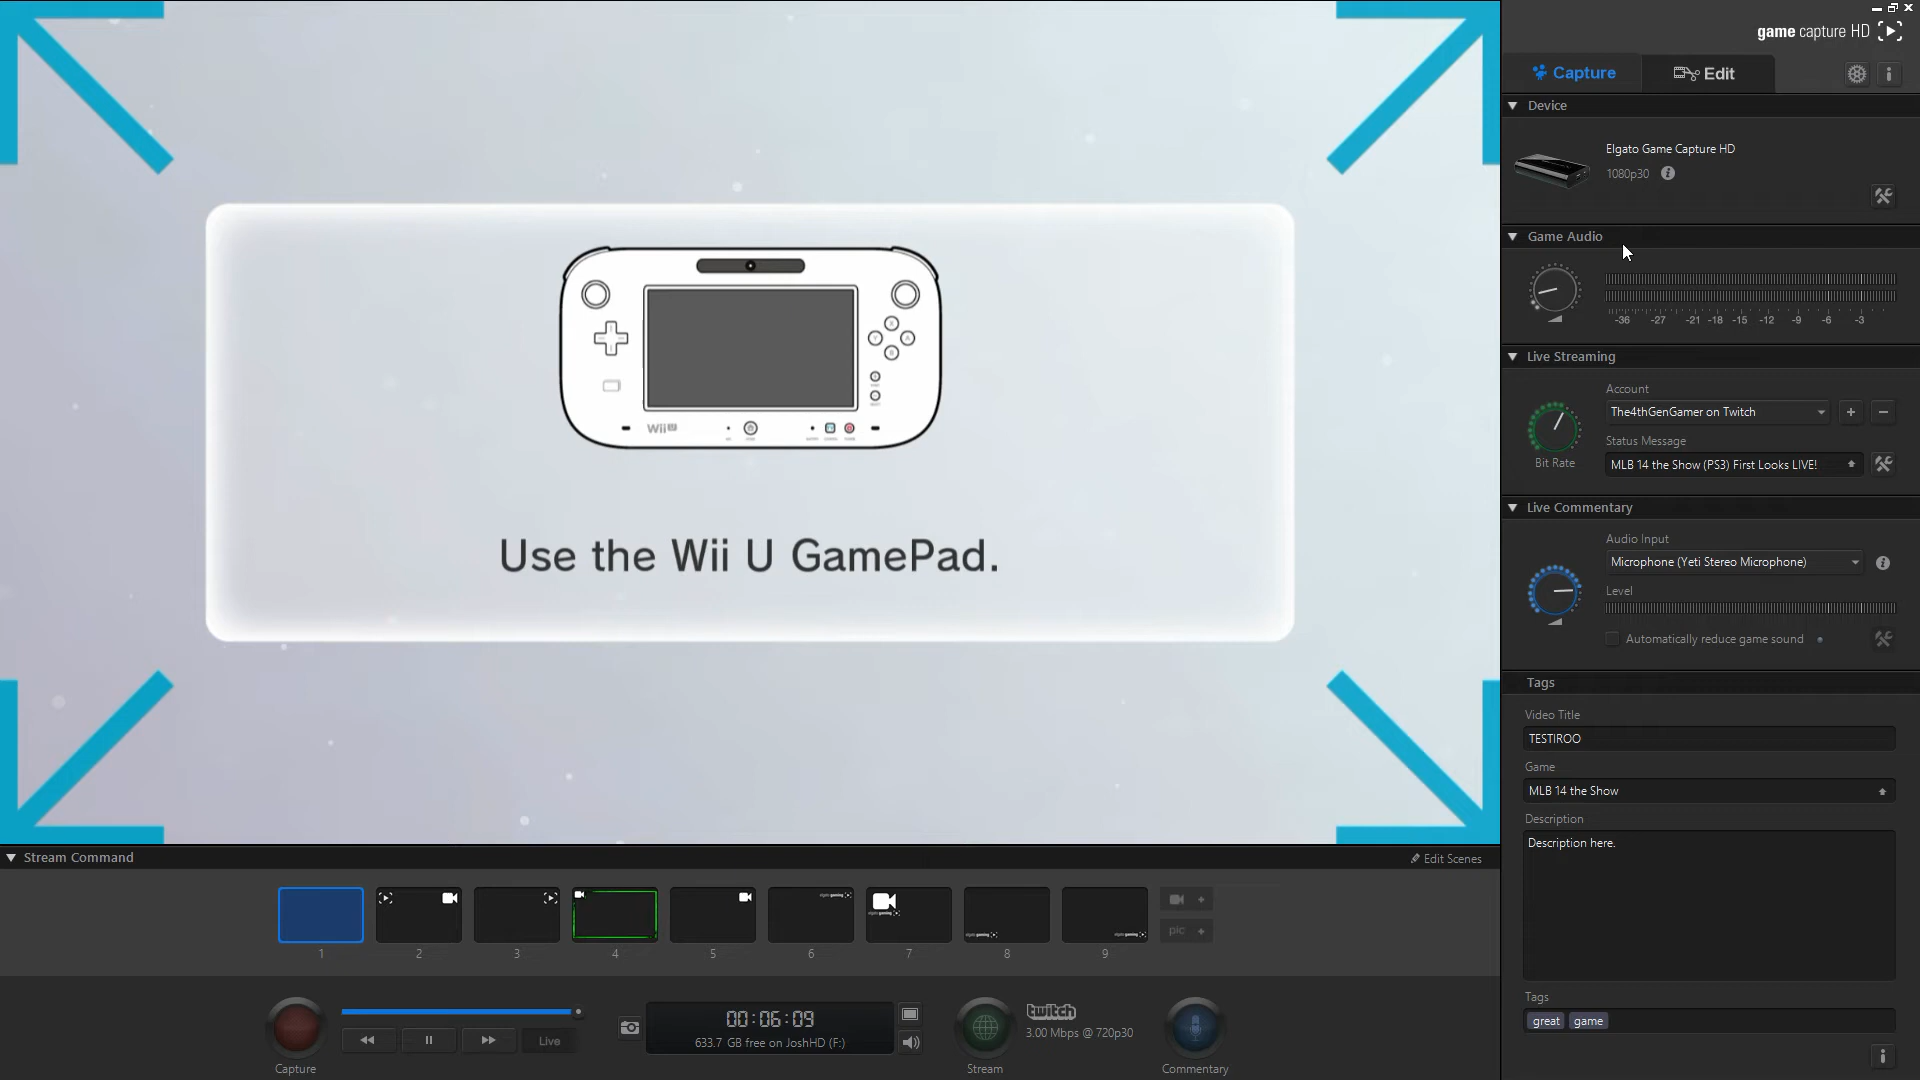 game capture HD
Capture
Edit
Device
Elgato Game Capture HD
1080p30
Game Audio
-36 -27 -21 -18 -15 -12 -9 -6 -3
Live Streaming
Account
The4thGenGamer on Twitch
Status Message
MLB 14 the Show (PS3) First Looks LIVE!
Bit Rate
Live Commentary
Audio Input
Microphone (Yeti Stereo Microphone)
Level
Automatically reduce game sound
Tags
Video Title
TESTIROO
Game
MLB 14 the Show
Description
Description here.
Tags
great game
Wii U
X
Y A
B
Use the Wii U GamePad.
Stream Command
Edit Scenes
pic
1 2 3 4 5 6 7 8 9
00:06:09
633.7 GB free on JoshHD (F:)
Live
twitch
3.00 Mbps @ 720p30
Capture
Stream
Commentary